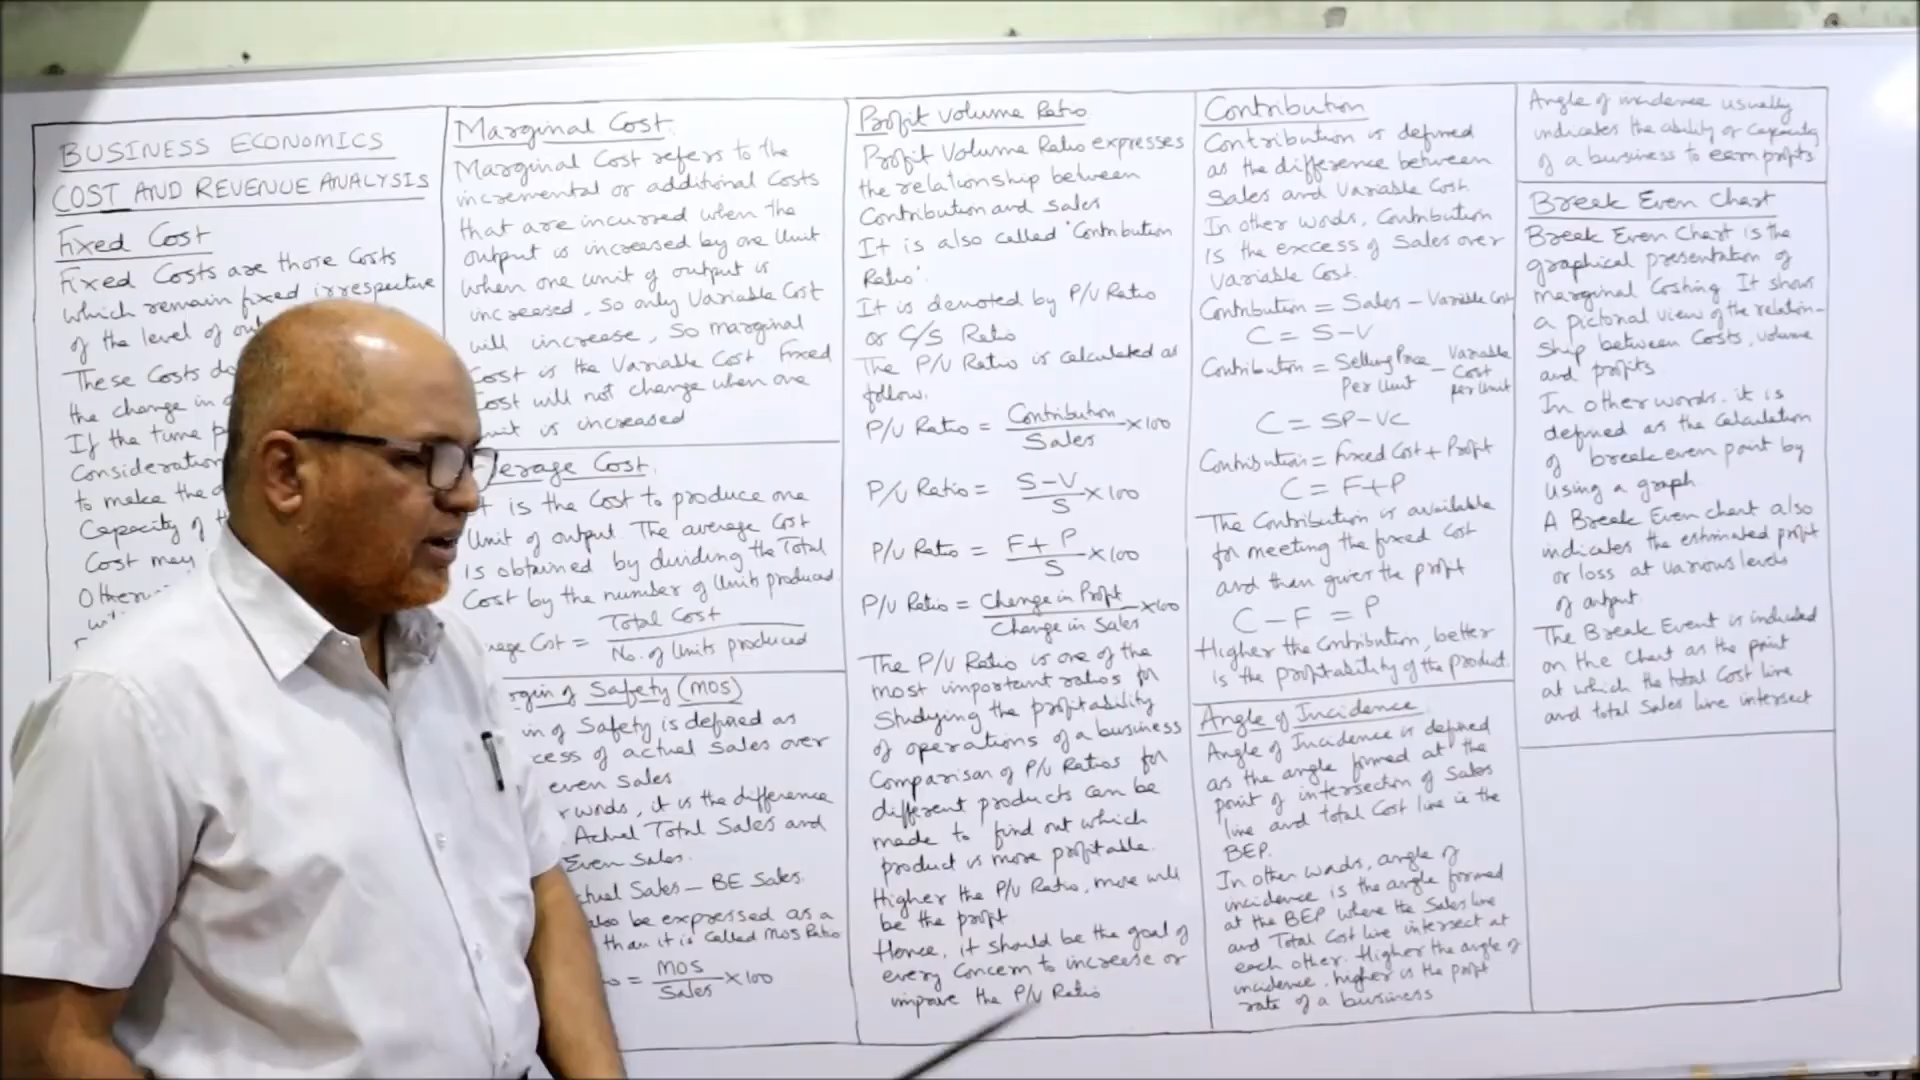 BUSINESS ECONOMICS
COST AND REVENUE ANALYSIS
Fixed Cost
Fixed Costs are those Costs
which remain fixed irrespective
of the level of
These Costs do
the change in
If the time
Consideration
to make the
Capacity of
Cost may
Marginal Cost
Marginal Cost refers to the
incremental or additional Costs
that are incurred when the
output is increased by one Unit
when one unit of output is
increased, so only Variable Cost
will increase, So marginal
Cost is the Variable Cost Fixed
Cost will not change when one
is increased
Cost
is the Cost to produce one
Unit of output. The average Cost
is obtained by dividing the Total
Cost by the number of Units produced
Cost = Total Cost
No. of Units produced
of Safety (MOS)
of Safety is defined as
of actual sales over
even sales
words, it is the difference
Actual Total Sales and
Even Sales.
Sales - BE Sales.
also be expressed as a
than it is called MOS Ratio
= MOS
Sales ×100
Profit Volume Ratio
Profit Volume Ratio expresses
the relationship between
Contribution and sales
It is also called 'Contribution
Ratio'.
It is denoted by P/V Ratio
or C/S Ratio
The P/V Ratio is calculated as
follow.
P/V Ratio = Contribution
Sales ×100
P/V Ratio = S-V
S ×100
P/V Ratio = F+P
S ×100
P/V Ratio = Change in Profit
Change in Sales ×100
The P/V Ratio is one of the
most important ratios for
Studying the profitability
of operations of a business
Comparison of P/V Ratios for
different products can be
made to find out which
product is more profitable.
Higher the P/V Ratio, more will
be the profit
Hence, it should be the goal of
every Concern to increase or
improve the P/V Ratio
Contribution
Contribution is defined
as the difference between
Sales and Variable Cost.
In other words, Contribution
is the excess of Sales over
Variable Cost.
Contribution = Sales - Variable Cost
C = S-V
Contribution = Selling Price - Variable Cost
Per Unit per Unit
C = SP-VC
Contribution = Fixed Cost + Profit
C = F+P
The Contribution is available
for meeting the fixed cost
and then gives the profit
C - F = P
Higher the Contribution, better
is the profitability of the product.
Angle of Incidence
Angle of Incidence is defined
as the angle formed at the
point of intersection of Sales
line and total Cost line ie the
BEP.
In other words, angle of
incidence is the angle formed
at the BEP where the Sales line
and Total Cost line intersect at
each other. Higher the angle of
incidence, higher is the profit
rate of a business
Angle of incidence usually
indicates the ability or Capacity
of a business to earn profits
Break Even Chart
Break Even Chart is the
graphical presentation of
marginal Costing. It shows
a pictorial view of the relation-
ship between Costs, volume
and profits.
In other words, it is
defined as the Calculation
of break even point by
using a graph
A Break Even chart also
indicates the estimated profit
or loss at various levels
of output.
The Break Event is indicated
on the Chart as the point
at which the total Cost line
and total Sales line intersect